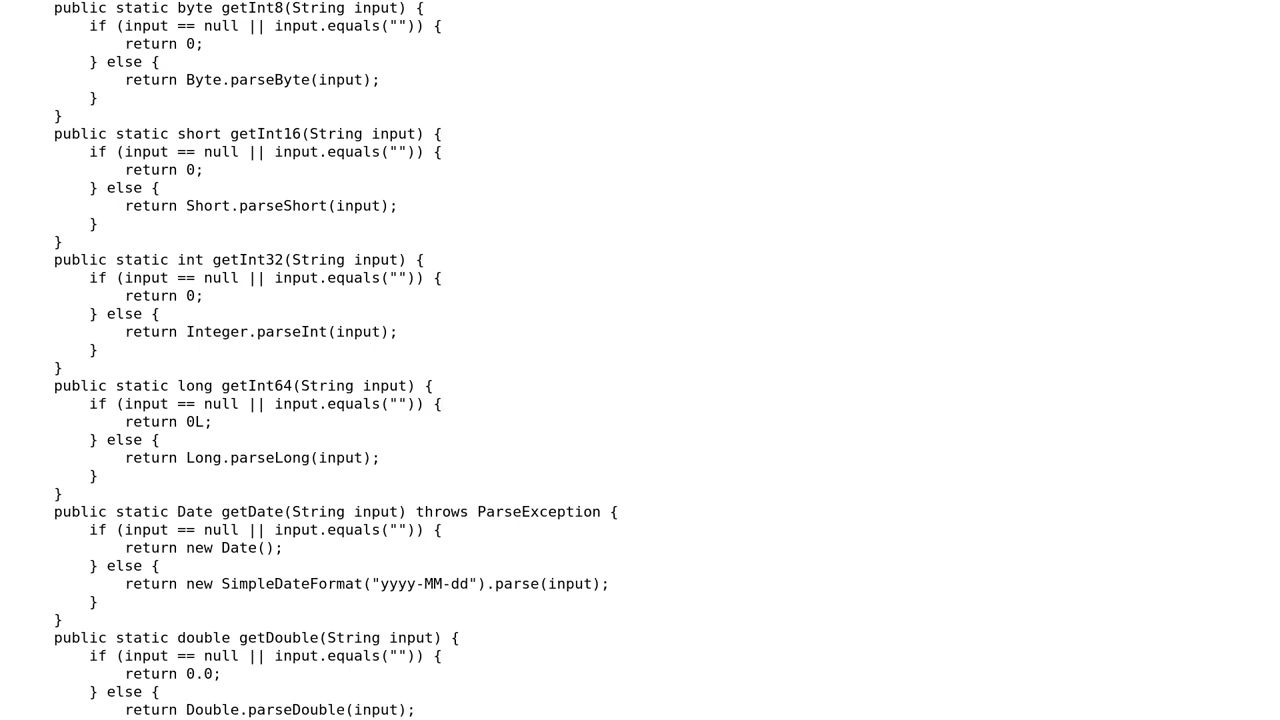 public static byte getInt8(String input) {
if (input == null || input.equals("")) {
return 0;
} else {
return Byte.parseByte(input);
}
}
public static short getInt16(String input) {
if (input == null || input.equals("")) {
return 0;
} else {
return Short.parseShort(input);
}
}
public static int getInt32(String input) {
if (input == null || input.equals("")) {
return 0;
} else {
return Integer.parseInt(input);
}
}
public static long getInt64(String input) {
if (input == null || input.equals("")) {
return 0L;
} else {
return Long.parseLong(input);
}
}
public static Date getDate(String input) throws ParseException {
if (input == null || input.equals("")) {
return new Date();
} else {
return new SimpleDateFormat("yyyy-MM-dd").parse(input);
}
}
public static double getDouble(String input) {
if (input == null || input.equals("")) {
return 0.0;
} else {
return Double.parseDouble(input);